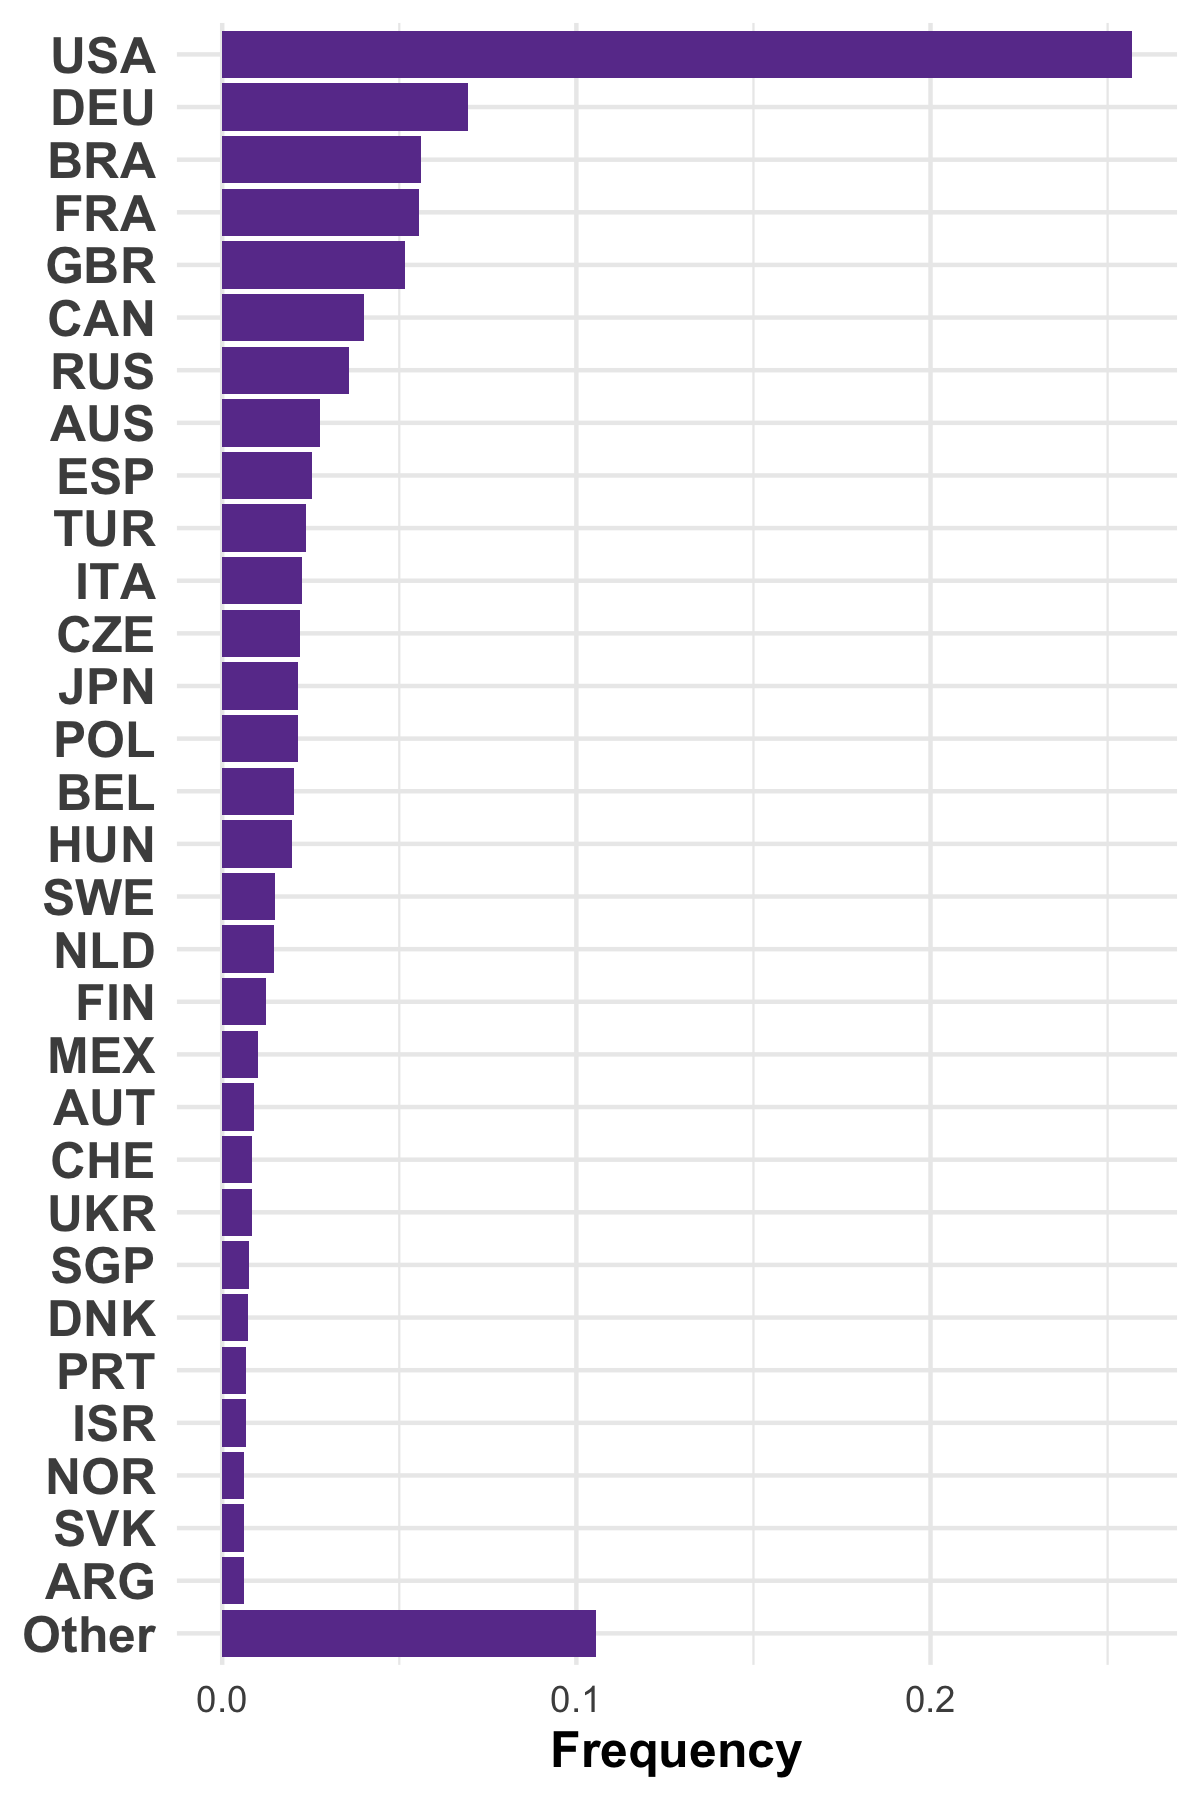 USA
DEU
BRA
FRA
GBR
CAN
RUS
AUS
ESP
TUR
ITA
CZE
JPN
POL
BEL
HUN
SWE
NLD
FIN
MEX
AUT
CHE
UKR
SGP
DNK
PRT
ISR
NOR
SVK
ARG
Other
0.0 0.1 0.2
Frequency